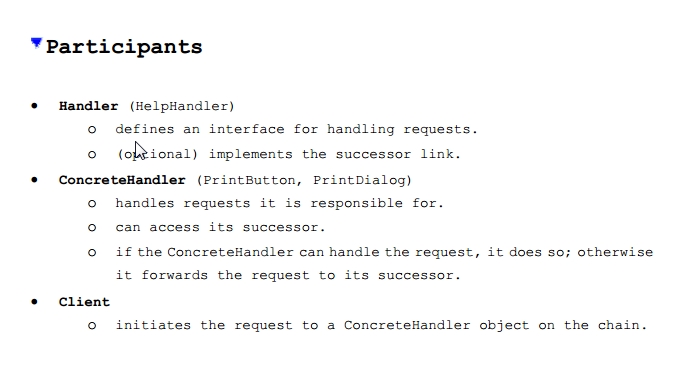 Participants
● Handler (HelpHandler)
o defines an interface for handling requests.
o (optional) implements the successor link.
● ConcreteHandler (PrintButton, PrintDialog)
o handles requests it is responsible for.
o can access its successor.
o if the ConcreteHandler can handle the request, it does so; otherwise
it forwards the request to its successor.
● Client
o initiates the request to a ConcreteHandler object on the chain.